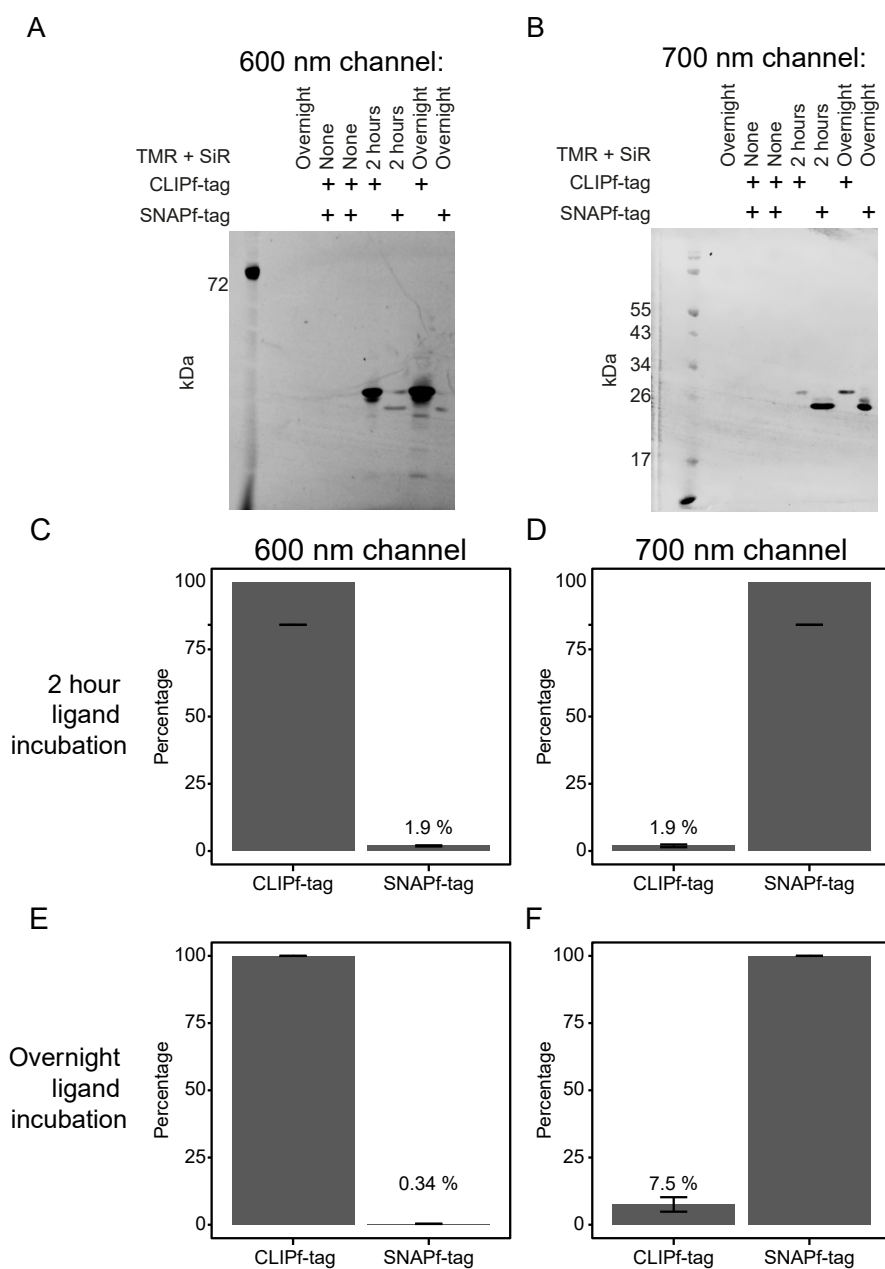 A
B
600 nm channel:
700 nm channel:
Overnight
None
None
2 hours
2 hours
Overnight
Overnight
Overnight
None
None
2 hours
2 hours
Overnight
Overnight
TMR + SiR
TMR + SiR
CLIPf-tag + + + +
CLIPf-tag + + + +
SNAPf-tag + + + +
SNAPf-tag + + + +
72
kDa
55
43
34
26
17
kDa
C
D
600 nm channel
700 nm channel
2 hour
ligand
incubation
Percentage
100
75
50
25
0
1.9 %
CLIPf-tag
SNAPf-tag
Percentage
100
75
50
25
0
1.9 %
CLIPf-tag
SNAPf-tag
E
F
Overnight
ligand
incubation
Percentage
100
75
50
25
0
0.34 %
CLIPf-tag
SNAPf-tag
Percentage
100
75
50
25
0
7.5 %
CLIPf-tag
SNAPf-tag